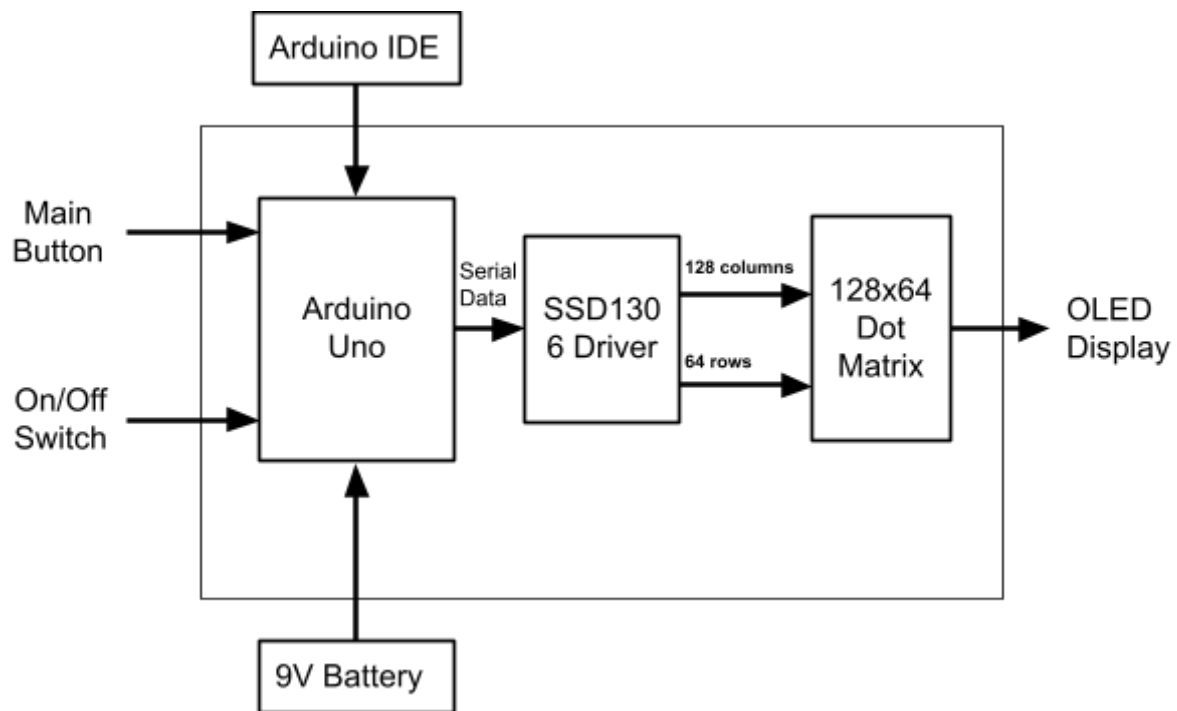 Arduino IDE
Main
Button
On/Off
Switch
Arduino
Uno
Serial
Data
SSD130
6 Driver
128 columns
64 rows
128x64
Dot
Matrix
OLED
Display
9V Battery